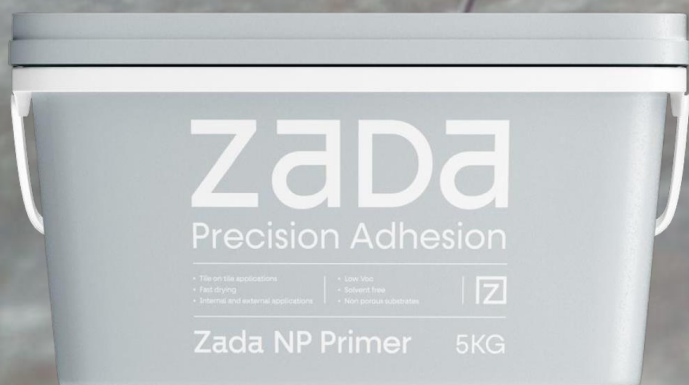 zada
Precision Adhesion
• Tile on tile applications
• Fast drying
• Internal and external applications
• Low Voc
• Solvent free
• Non porous substrates
Z
Zada NP Primer 5KG